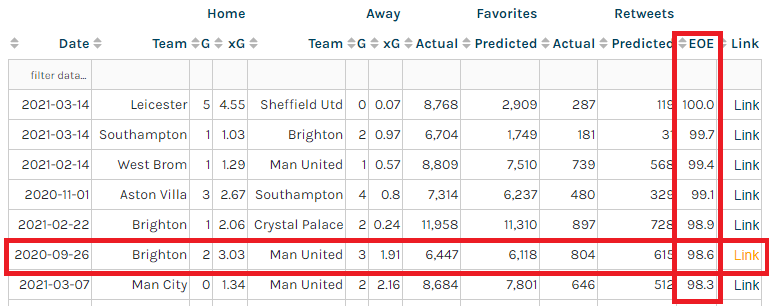 Home Away Favorites Retweets
Date Team G xG Team G xG Actual Predicted Actual Predicted EOE Link
filter data...
2021-03-14 Leicester 5 4.55 Sheffield Utd 0 0.07 8,768 2,909 287 119 100.0 Link
2021-03-14 Southampton 1 1.03 Brighton 2 0.97 6,704 1,749 181 31 99.7 Link
2021-02-14 West Brom 1 1.29 Man United 1 0.57 8,809 7,510 739 568 99.4 Link
2020-11-01 Aston Villa 3 2.67 Southampton 4 0.8 7,314 6,237 480 329 99.1 Link
2021-02-22 Brighton 1 2.06 Crystal Palace 2 0.24 11,958 11,310 897 728 98.9 Link
2020-09-26 Brighton 2 3.03 Man United 3 1.91 6,447 6,118 804 615 98.6 Link
2021-03-07 Man City 0 1.34 Man United 2 2.16 8,684 7,801 646 512 98.3 Link